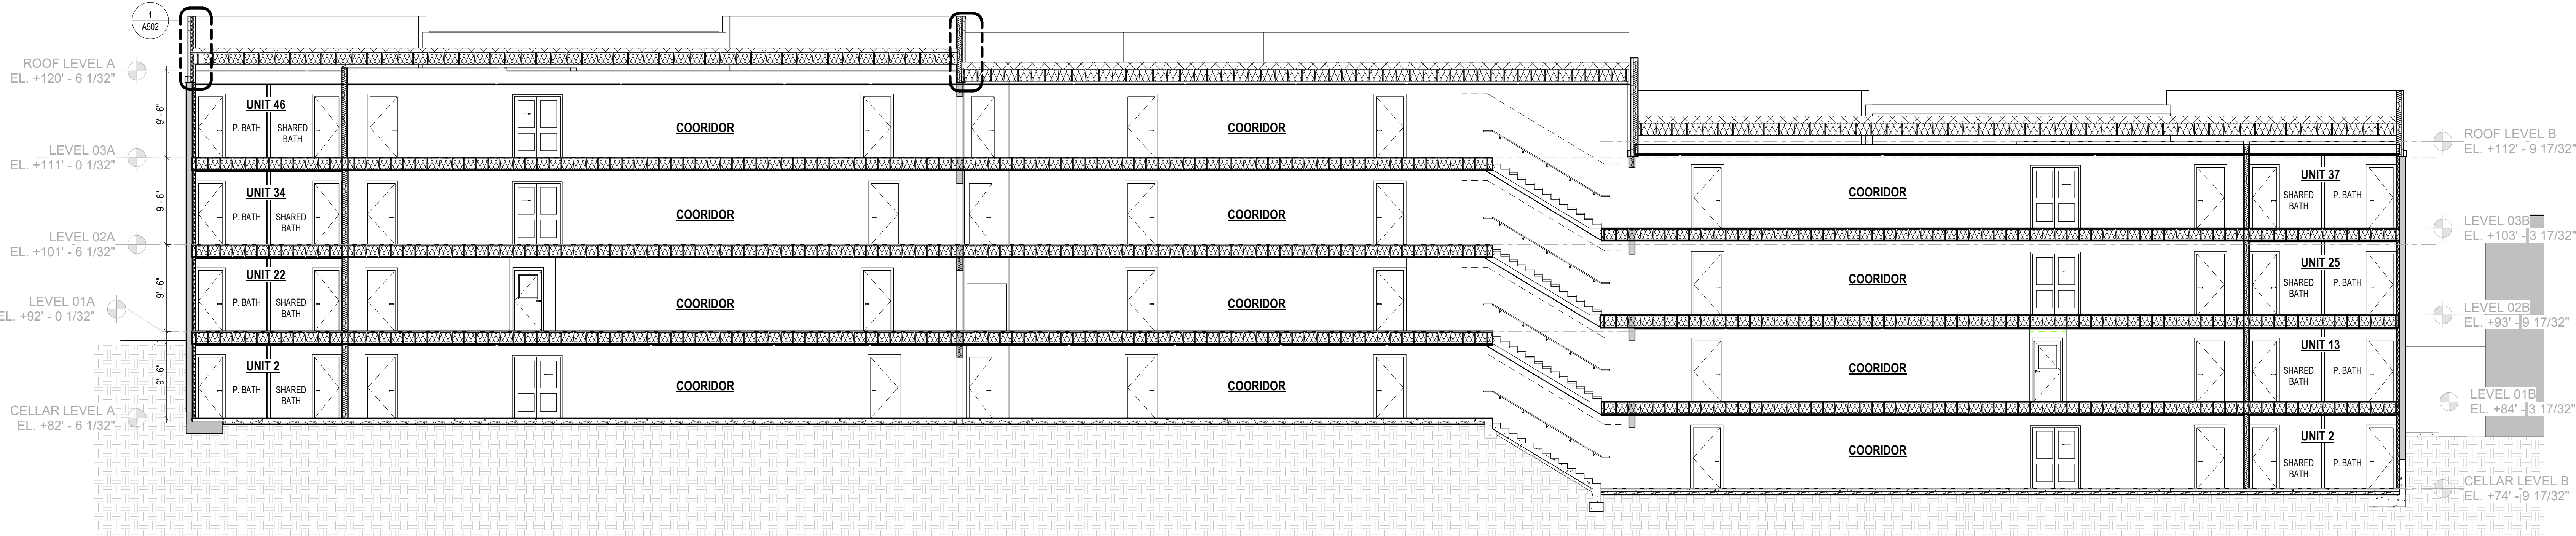 1
A502
ROOF LEVEL A
EL. +120' - 6 1/32"
9' - 6"
UNIT 46
P. BATH
SHARED
BATH
COORIDOR
COORIDOR
ROOF LEVEL B
EL. +112' - 9 17/32"
LEVEL 03A
EL. +111' - 0 1/32"
9' - 6"
UNIT 34
P. BATH
SHARED
BATH
COORIDOR
COORIDOR
COORIDOR
UNIT 37
SHARED
BATH
P. BATH
LEVEL 03B
EL. +103' - 3 17/32"
LEVEL 02A
EL. +101' - 6 1/32"
9' - 6"
UNIT 22
P. BATH
SHARED
BATH
COORIDOR
COORIDOR
COORIDOR
UNIT 25
SHARED
BATH
P. BATH
LEVEL 02B
EL. +93' - 9 17/32"
LEVEL 01A
EL. +92' - 0 1/32"
9' - 6"
UNIT 2
P. BATH
SHARED
BATH
COORIDOR
COORIDOR
COORIDOR
UNIT 13
SHARED
BATH
P. BATH
LEVEL 01B
EL. +84' - 3 17/32"
CELLAR LEVEL A
EL. +82' - 6 1/32"
COORIDOR
UNIT 2
SHARED
BATH
P. BATH
CELLAR LEVEL B
EL. +74' - 9 17/32"